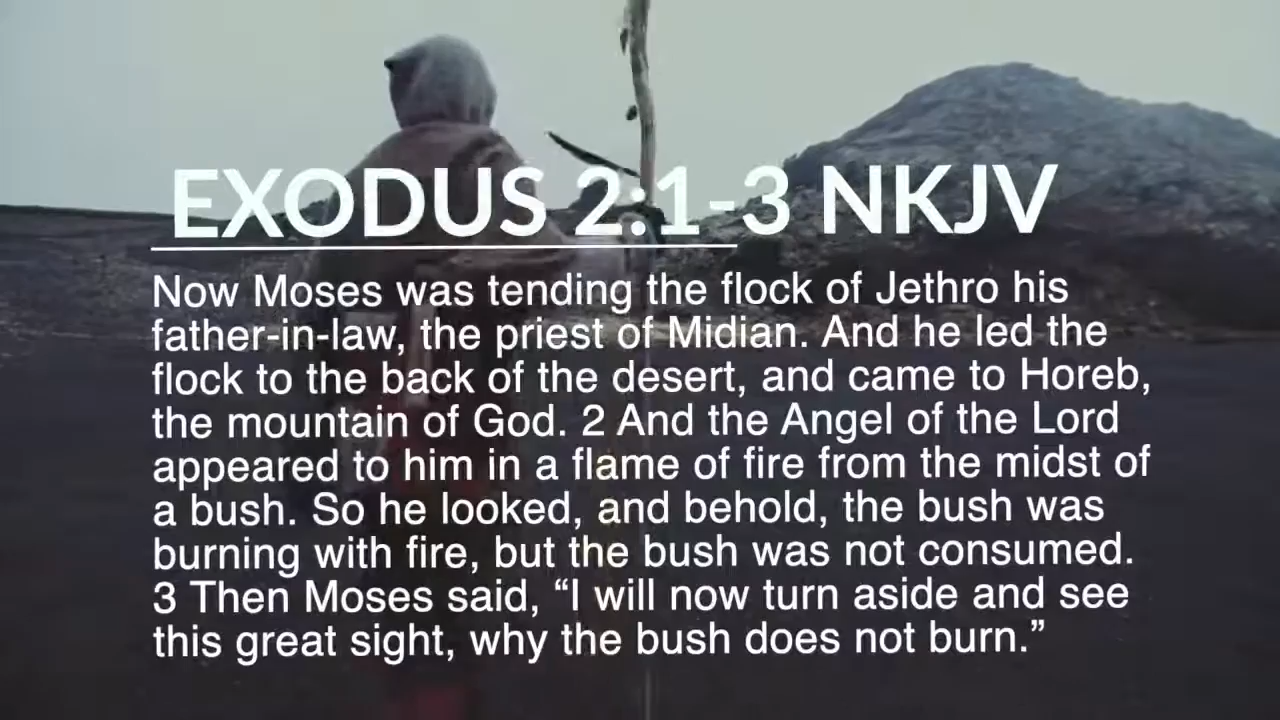 EXODUS 2:1-3 NKJV
Now Moses was tending the flock of Jethro his
father-in-law, the priest of Midian. And he led the
flock to the back of the desert, and came to Horeb,
the mountain of God. 2 And the Angel of the Lord
appeared to him in a flame of fire from the midst of
a bush. So he looked, and behold, the bush was
burning with fire, but the bush was not consumed.
3 Then Moses said, “I will now turn aside and see
this great sight, why the bush does not burn.”